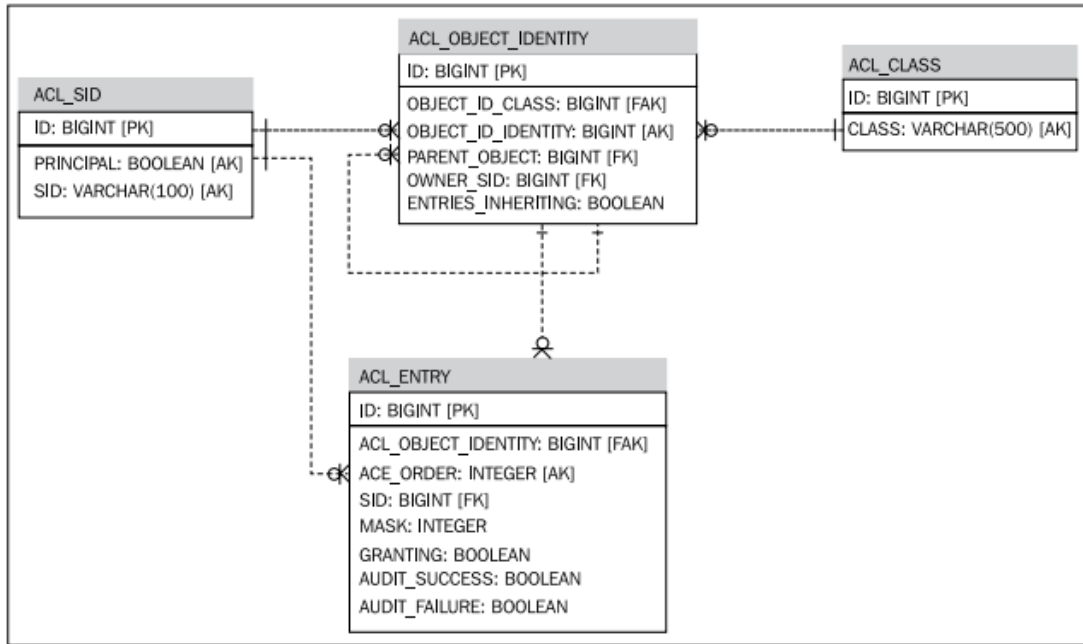 ACL_SID
ID: BIGINT [PK]
PRINCIPAL: BOOLEAN [AK]
SID: VARCHAR(100) [AK]
ACL_OBJECT_IDENTITY
ID: BIGINT [PK]
OBJECT_ID_CLASS: BIGINT [FAK]
OBJECT_ID_IDENTITY: BIGINT [AK]
PARENT_OBJECT: BIGINT [FK]
OWNER_SID: BIGINT [FK]
ENTRIES_INHERITING: BOOLEAN
ACL_CLASS
ID: BIGINT [PK]
CLASS: VARCHAR(500) [AK]
ACL_ENTRY
ID: BIGINT [PK]
ACL_OBJECT_IDENTITY: BIGINT [FAK]
ACE_ORDER: INTEGER [AK]
SID: BIGINT [FK]
MASK: INTEGER
GRANTING: BOOLEAN
AUDIT_SUCCESS: BOOLEAN
AUDIT_FAILURE: BOOLEAN